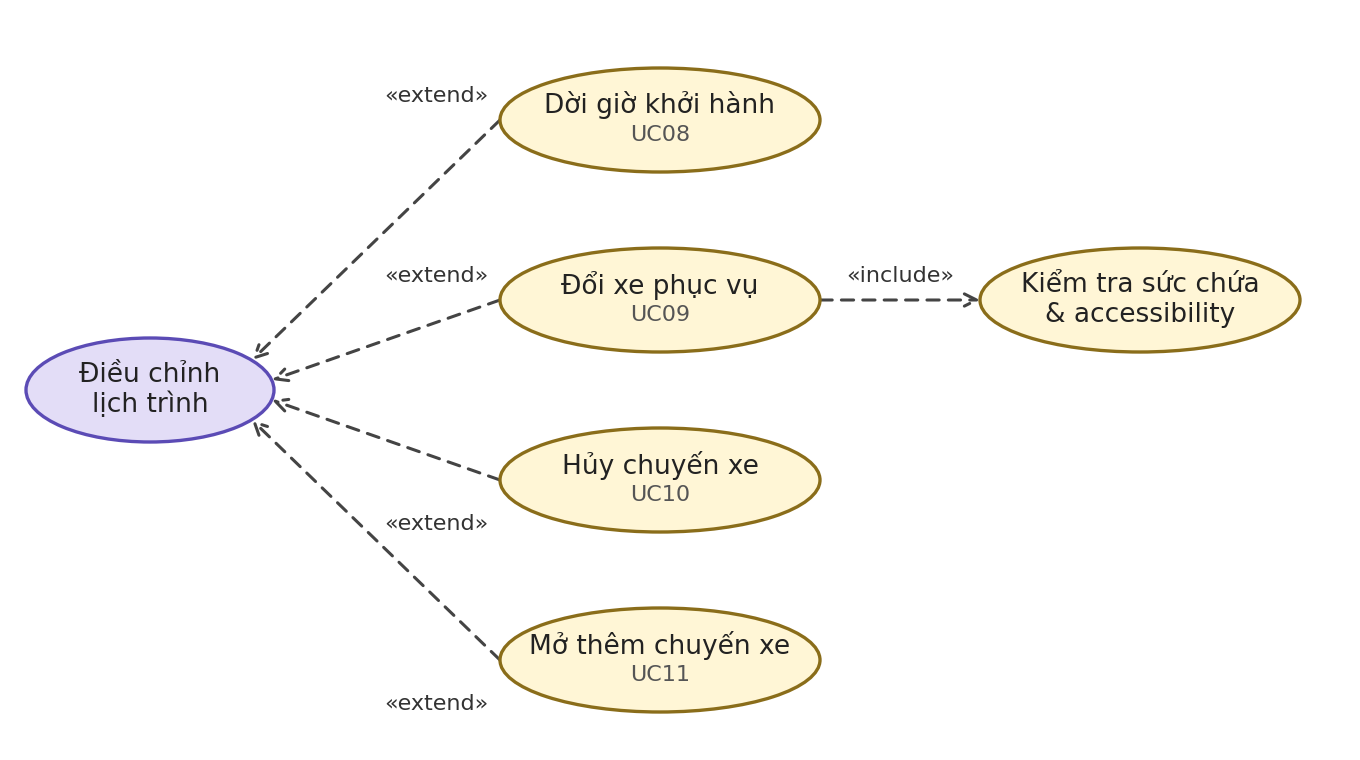 «extend»
Dời giờ khởi hành
UC08
«extend»
Đổi xe phục vụ
UC09
«include»
Kiểm tra sức chứa
& accessibility
Điều chỉnh
lịch trình
Hủy chuyến xe
UC10
«extend»
Mở thêm chuyến xe
UC11
«extend»